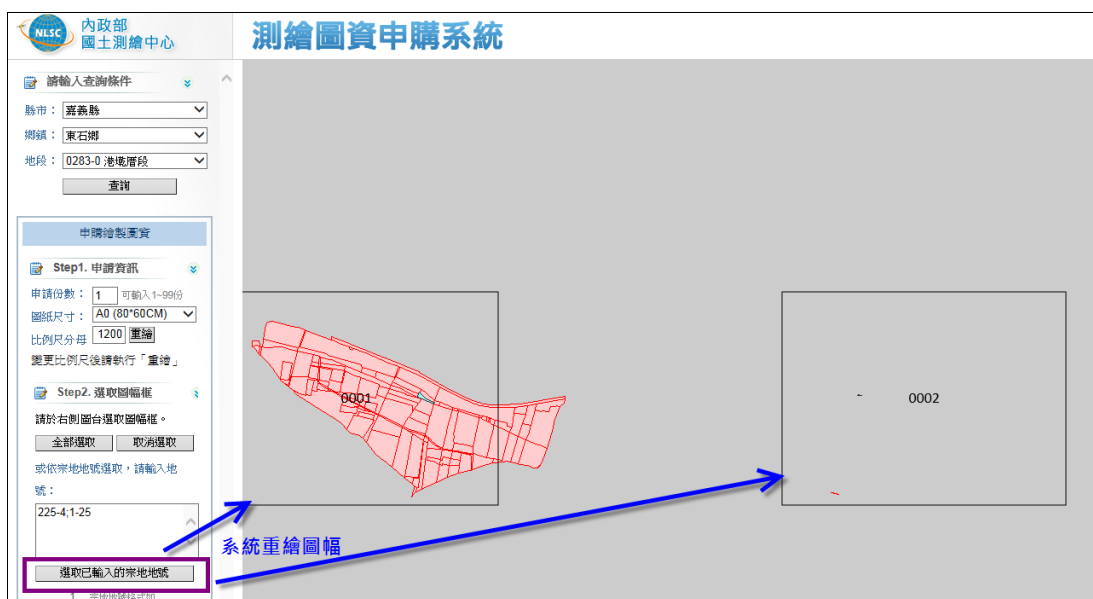 NLSC
內政部
國土測繪中心
測繪圖資申購系統
請輸入查詢條件
縣市： 嘉義縣
鄉鎮： 東石鄉
地段： 0283-0 港墘厝段
查詢
申購繪製圖資
Step1. 申請資訊
申請份數： 1 可輸入1~99份
圖紙尺寸： A0 (80*60CM)
比例尺分母 1200 重繪
變更比例尺後請執行「重繪」
Step2. 選取圖幅框
請於右側圖台選取圖幅框。
全部選取 取消選取
或依宗地地號選取，請輸入地
號：
225-4;1-25
選取已輸入的宗地地號
1. 宗地地號格式如
0001
0002
系統重繪圖幅